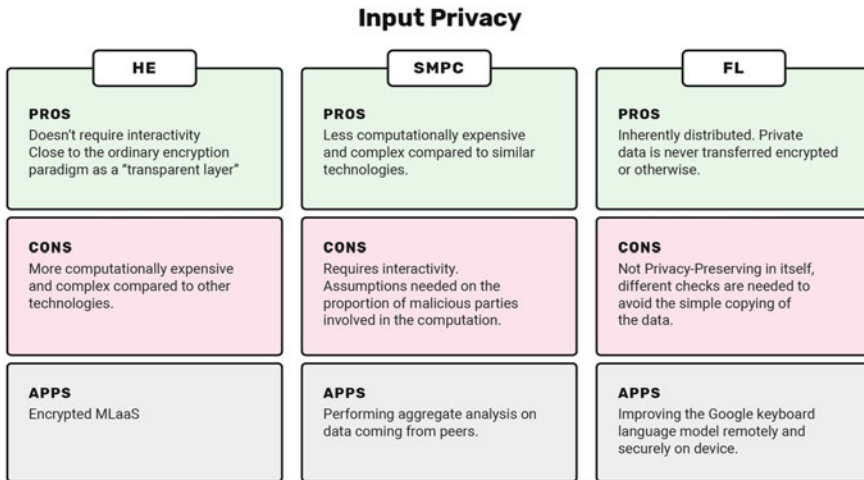 Input Privacy
HE
PROS
Doesn't require interactivity
Close to the ordinary encryption
paradigm as a “transparent layer”
CONS
More computationally expensive
and complex compared to other
technologies.
APPS
Encrypted MLaaS
SMPC
PROS
Less computationally expensive
and complex compared to similar
technologies.
CONS
Requires interactivity.
Assumptions needed on the
proportion of malicious parties
involved in the computation.
APPS
Performing aggregate analysis on
data coming from peers.
FL
PROS
Inherently distributed. Private
data is never transferred encrypted
or otherwise.
CONS
Not Privacy-Preserving in itself,
different checks are needed to
avoid the simple copying of
the data.
APPS
Improving the Google keyboard
language model remotely and
securely on device.